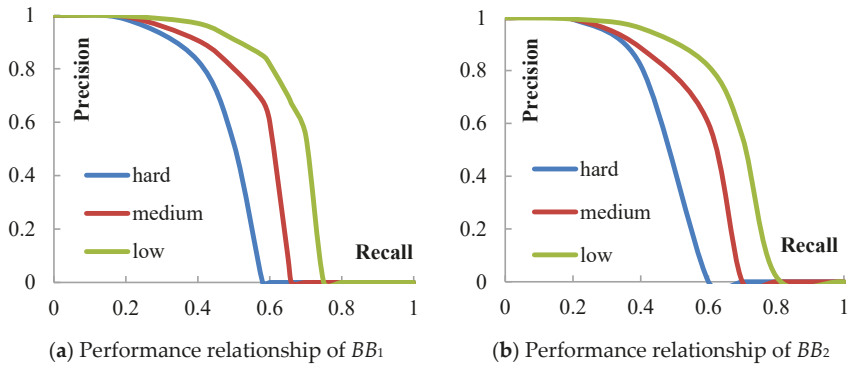 1
0.8
0.6
0.4
0.2
0
0 0.2 0.4 0.6 0.8 1
Precision
Recall
hard
medium
low
(a) Performance relationship of BB1
1
0.8
0.6
0.4
0.2
0
0 0.2 0.4 0.6 0.8 1
Precision
Recall
hard
medium
low
(b) Performance relationship of BB2